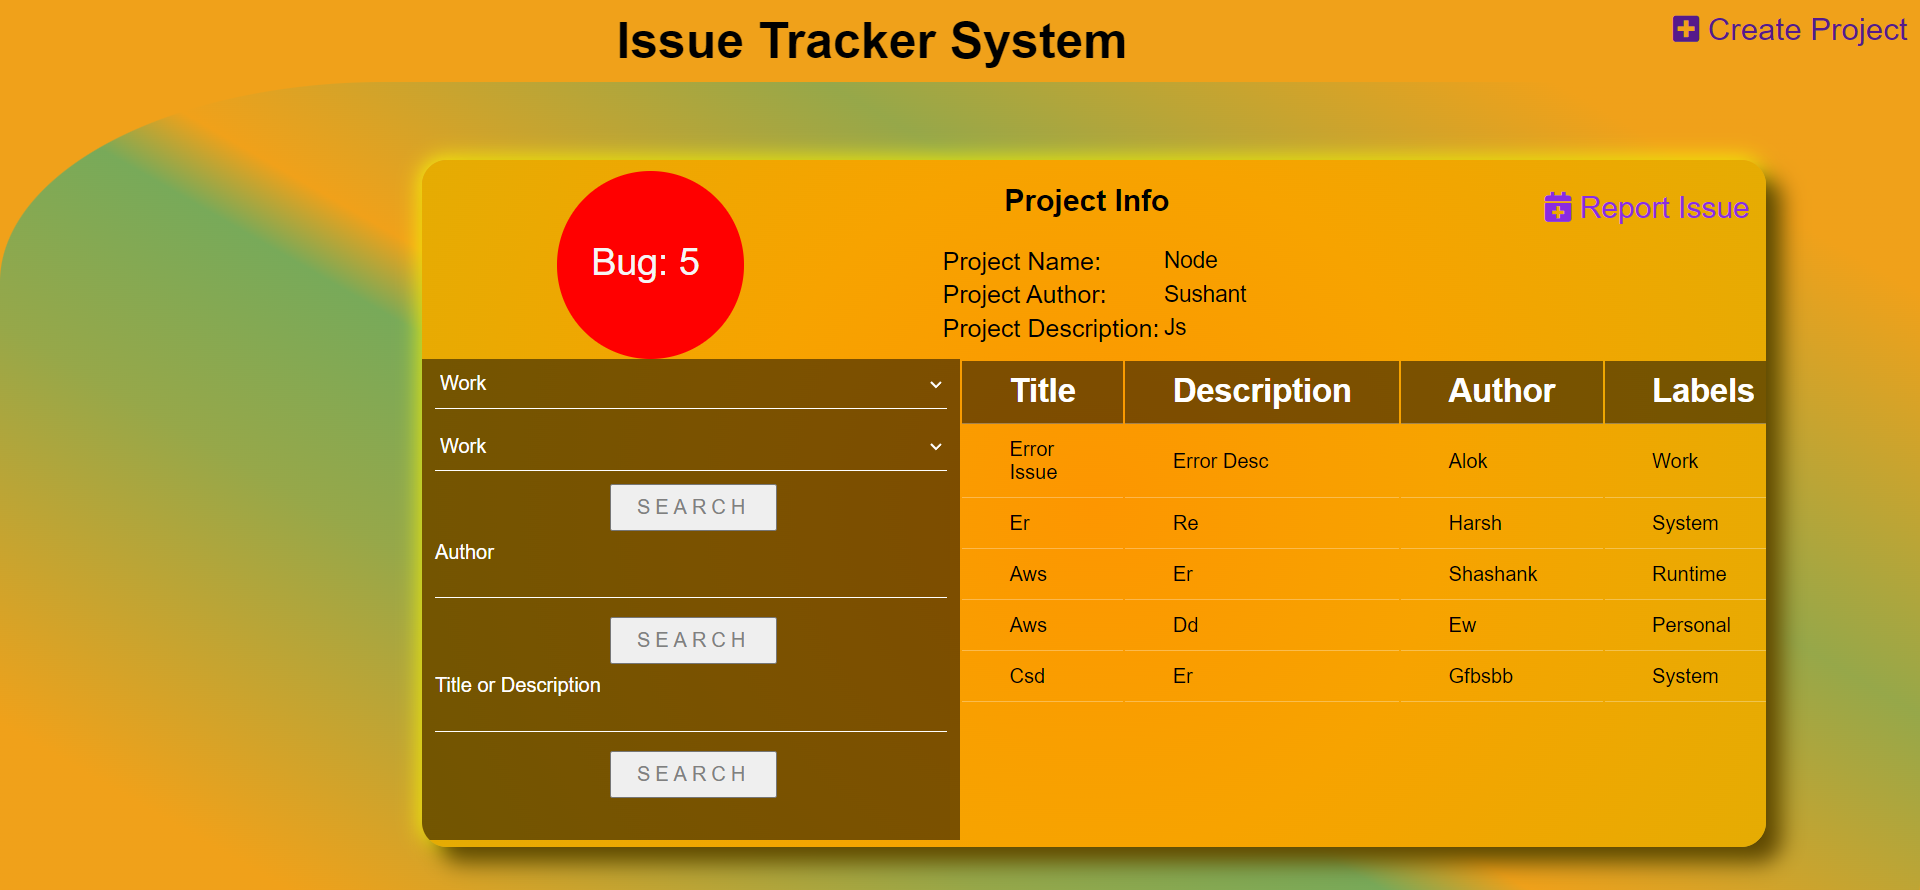 Issue Tracker System
Create Project
Bug: 5
Project Info
Report Issue
Project Name: Node
Project Author: Sushant
Project Description: Js
Work
Work
SEARCH
Author
SEARCH
Title or Description
SEARCH
Title Description Author Labels
Error
Issue
Error Desc Alok Work
Er Re Harsh System
Aws Er Shashank Runtime
Aws Dd Ew Personal
Csd Er Gfbsbb System